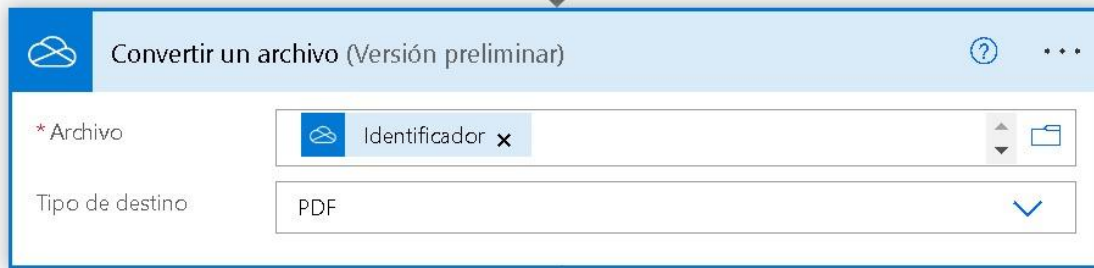 Convertir un archivo (Versión preliminar)
* Archivo
Identificador
Tipo de destino
PDF